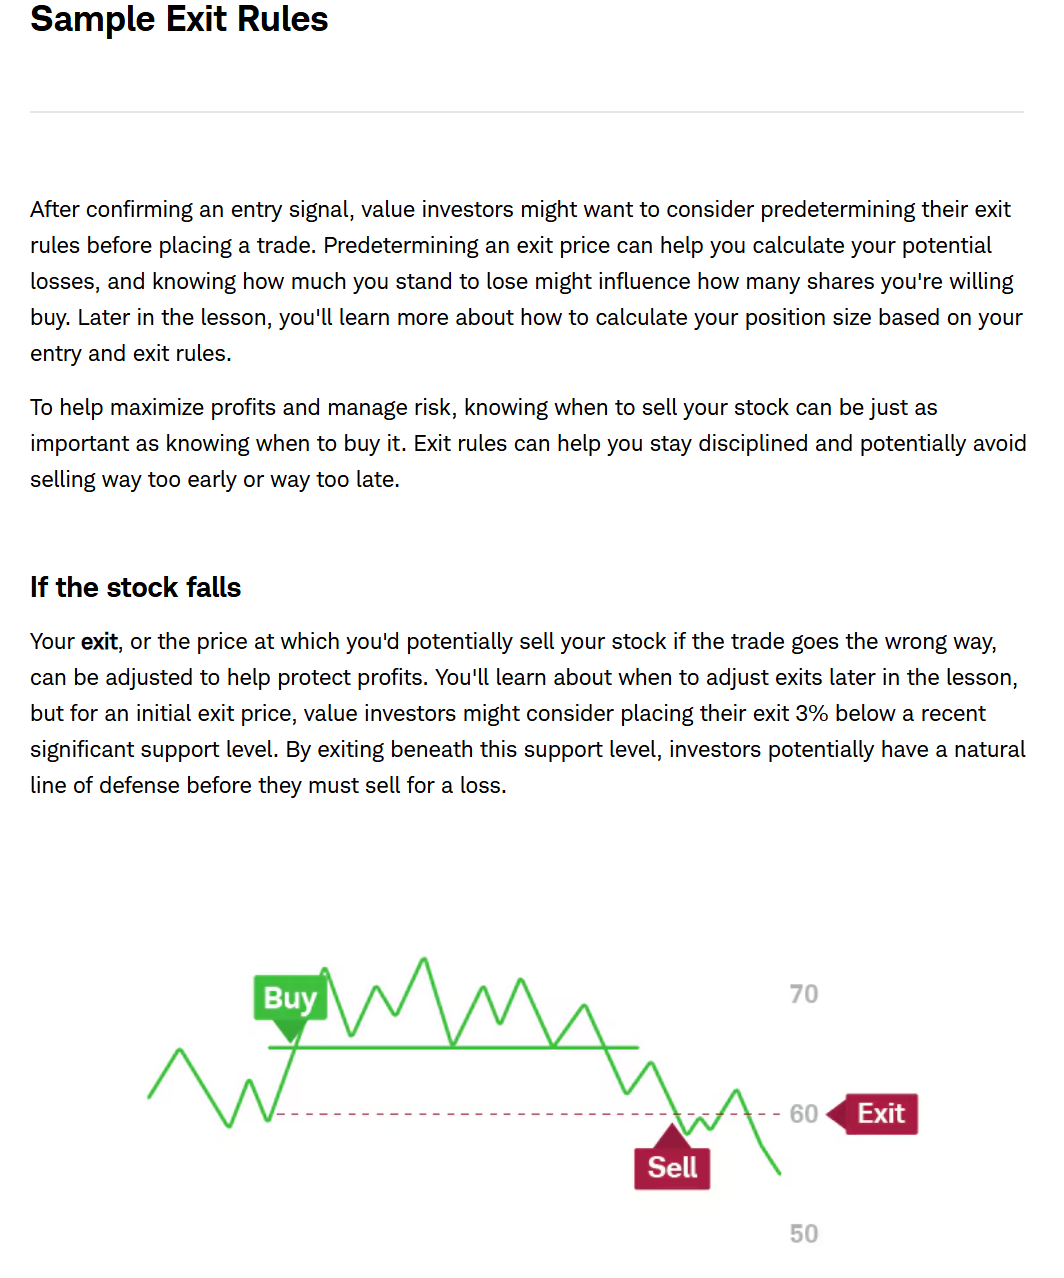 Sample Exit Rules
After confirming an entry signal, value investors might want to consider predetermining their exit
rules before placing a trade. Predetermining an exit price can help you calculate your potential
losses, and knowing how much you stand to lose might influence how many shares you're willing
buy. Later in the lesson, you'll learn more about how to calculate your position size based on your
entry and exit rules.
To help maximize profits and manage risk, knowing when to sell your stock can be just as
important as knowing when to buy it. Exit rules can help you stay disciplined and potentially avoid
selling way too early or way too late.
If the stock falls
Your exit, or the price at which you'd potentially sell your stock if the trade goes the wrong way,
can be adjusted to help protect profits. You'll learn about when to adjust exits later in the lesson,
but for an initial exit price, value investors might consider placing their exit 3% below a recent
significant support level. By exiting beneath this support level, investors potentially have a natural
line of defense before they must sell for a loss.
Buy
70
60
Exit
Sell
50